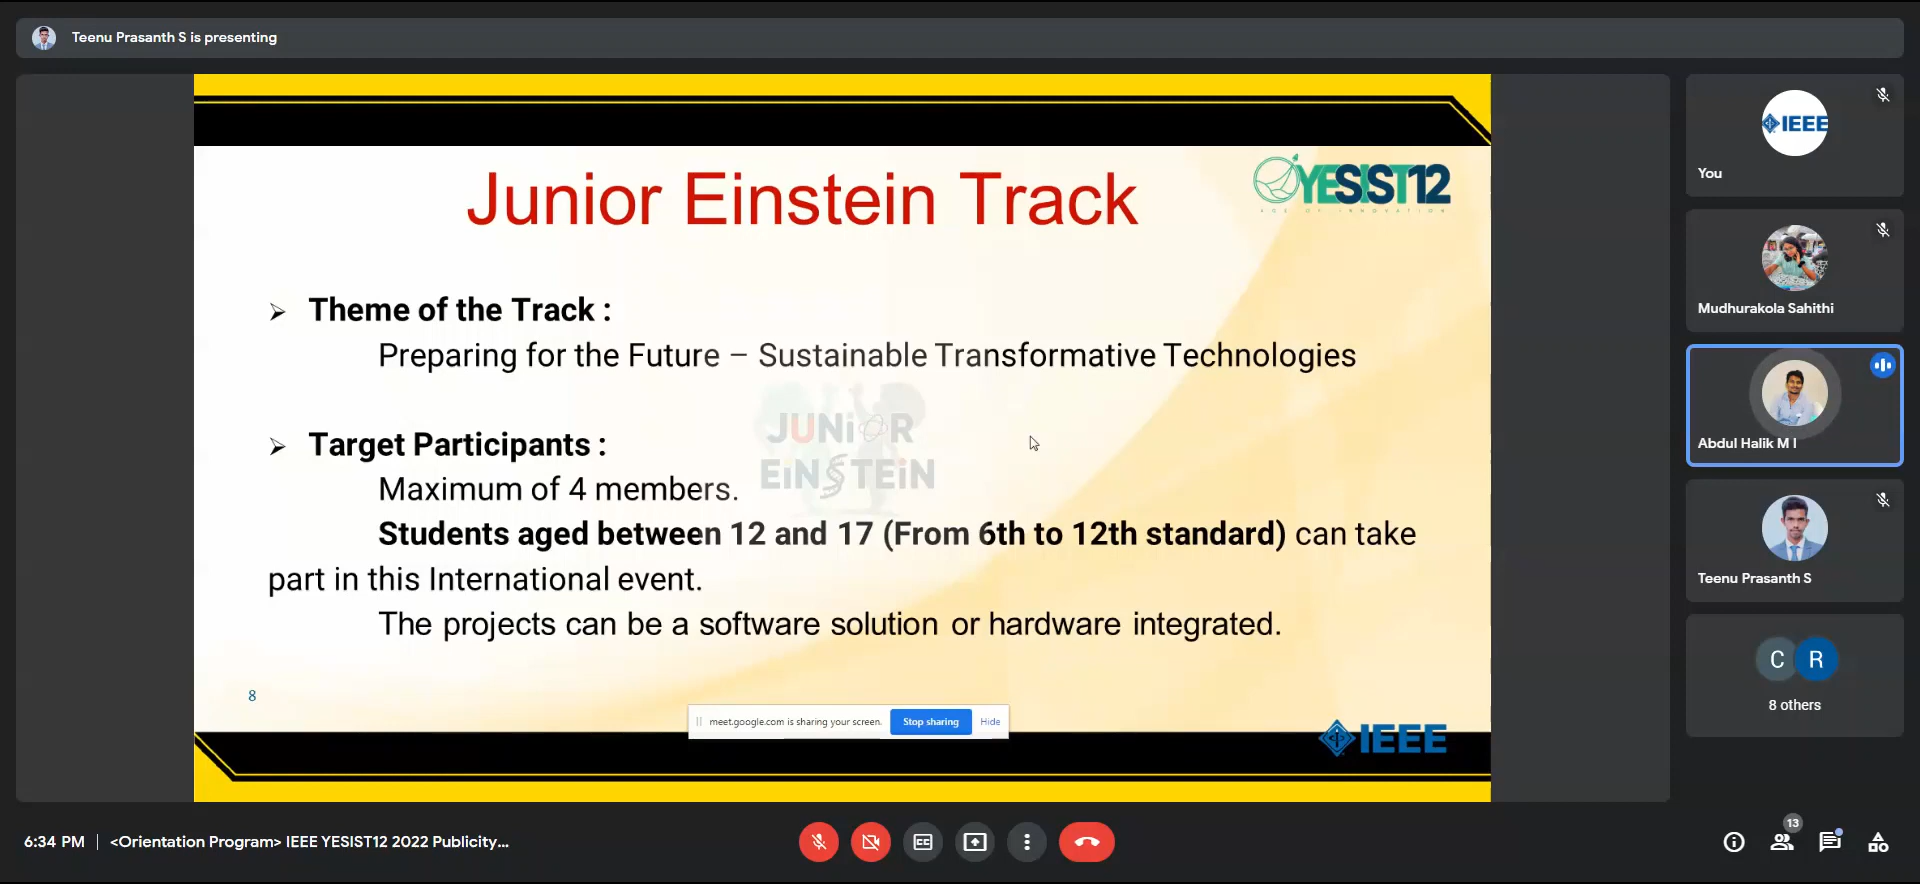 Teenu Prasanth S is presenting
YESIST12
AGE OF INNOVATION
Junior Einstein Track
Theme of the Track :
Preparing for the Future – Sustainable Transformative Technologies
JUNiOR
EiNSTEiN
Target Participants :
Maximum of 4 members.
Students aged between 12 and 17 (From 6th to 12th standard) can take
part in this International event.
The projects can be a software solution or hardware integrated.
8
meet.google.com is sharing your screen.
Stop sharing
Hide
IEEE
IEEE
You
Mudhurakola Sahithi
Abdul Halik M I
Teenu Prasanth S
C
R
8 others
6:34 PM
<Orientation Program> IEEE YESIST12 2022 Publicity...
CC
13